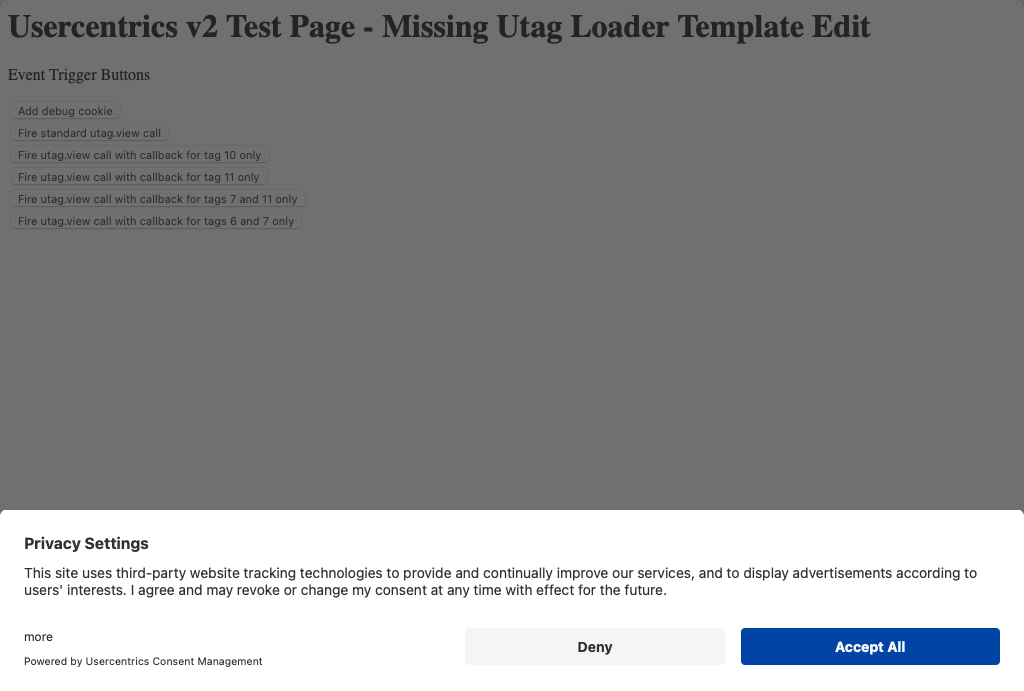 Usercentrics v2 Test Page - Missing Utag Loader Template Edit
Event Trigger Buttons
Add debug cookie
Fire standard utag.view call
Fire utag.view call with callback for tag 10 only
Fire utag.view call with callback for tag 11 only
Fire utag.view call with callback for tags 7 and 11 only
Fire utag.view call with callback for tags 6 and 7 only
Privacy Settings
This site uses third-party website tracking technologies to provide and continually improve our services, and to display advertisements according to
users' interests. I agree and may revoke or change my consent at any time with effect for the future.
more
Deny
Accept All
Powered by Usercentrics Consent Management